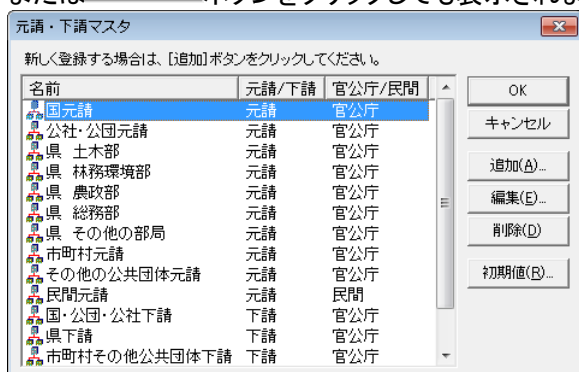 元請・下請マスタ
新しく登録する場合は、[追加]ボタンをクリックしてください。
名前 元請/下請 官公庁/民間
国元請 元請 官公庁
公社・公団元請 元請 官公庁
県 土木部 元請 官公庁
県 林務環境部 元請 官公庁
県 農政部 元請 官公庁
県 総務部 元請 官公庁
県 その他の部局 元請 官公庁
市町村元請 元請 官公庁
その他の公共団体元請 元請 官公庁
民間元請 元請 民間
国・公団・公社下請 下請 官公庁
県下請 下請 官公庁
市町村その他公共団体下請 下請 官公庁
OK
キャンセル
追加(A)...
編集(E)...
削除(D)
初期値(R)...